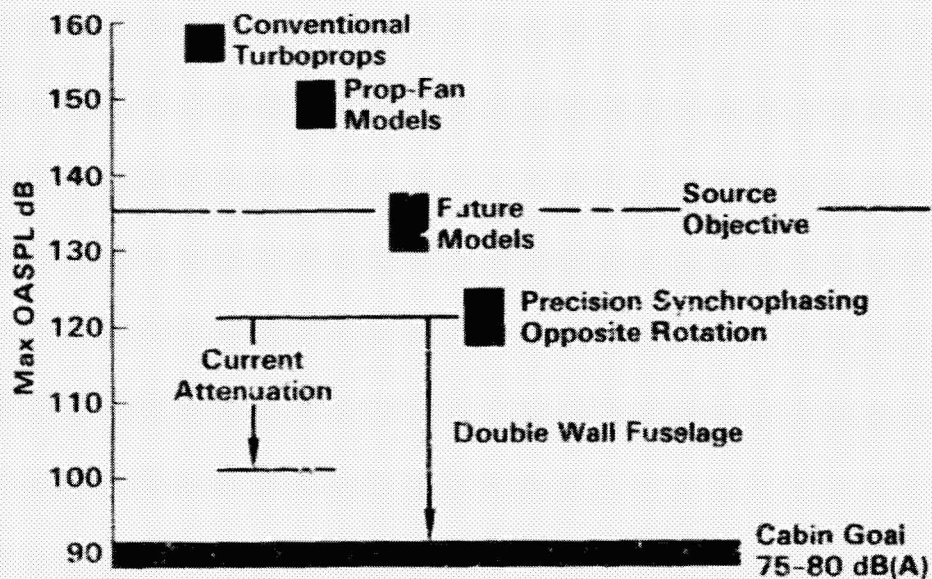 Max OASPL dB
160
150
140
130
120
110
100
90
Conventional
Turboprops
Prop-Fan
Models
Future
Models
Source
Objective
Precision Synchrophasing
Opposite Rotation
Current
Attenuation
Double Wall Fuselage
Cabin Goal
75-80 dB(A)